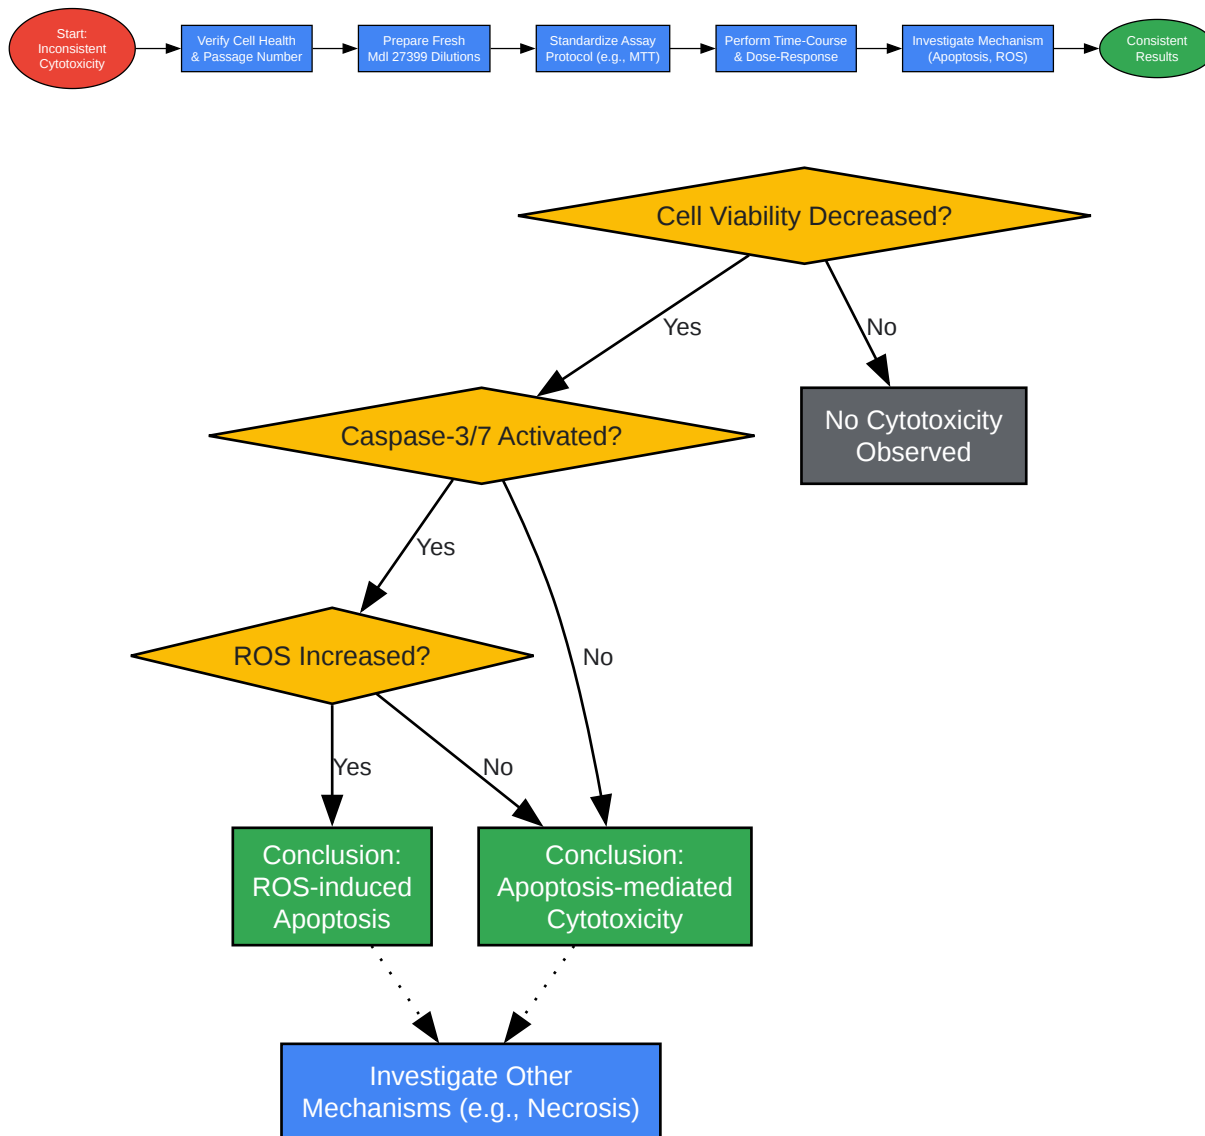 Start:
Inconsistent
Cytotoxicity
Verify Cell Health
& Passage Number
Prepare Fresh
Mdl 27399 Dilutions
Standardize Assay
Protocol (e.g., MTT)
Perform Time-Course
& Dose-Response
Investigate Mechanism
(Apoptosis, ROS)
Consistent
Results
Cell Viability Decreased?
Yes
No
Caspase-3/7 Activated?
No Cytotoxicity
Observed
Yes
No
ROS Increased?
Yes
No
Conclusion:
ROS-induced
Apoptosis
Conclusion:
Apoptosis-mediated
Cytotoxicity
Investigate Other
Mechanisms (e.g., Necrosis)